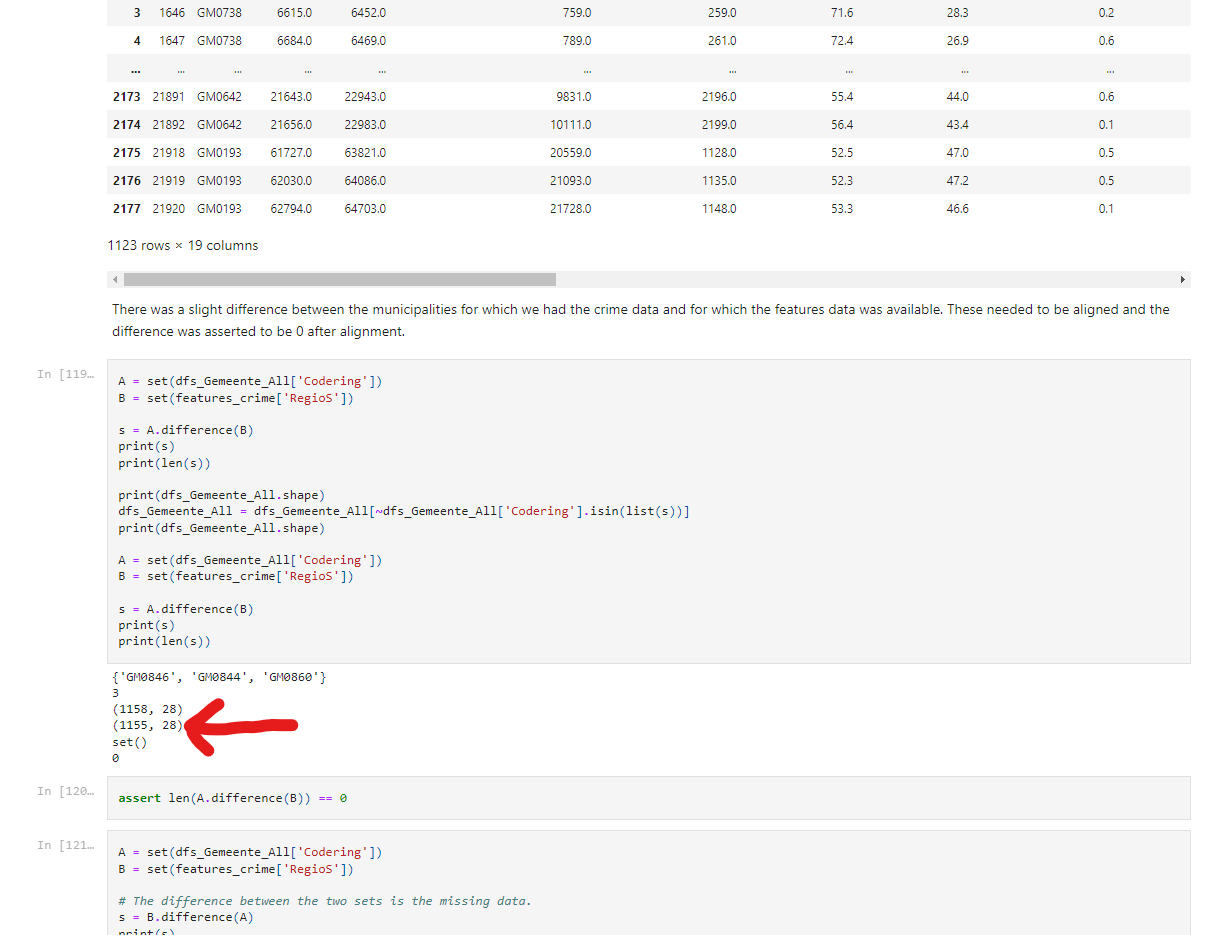 3 1646 GM0738 6615.0 6452.0 759.0 259.0 71.6 28.3 0.2
4 1647 GM0738 6684.0 6469.0 789.0 261.0 72.4 26.9 0.6
... ... ... ... ... ... ... ... ... ...
2173 21891 GM0642 21643.0 22943.0 9831.0 2196.0 55.4 44.0 0.6
2174 21892 GM0642 21656.0 22983.0 10111.0 2199.0 56.4 43.4 0.1
2175 21918 GM0193 61727.0 63821.0 20559.0 1128.0 52.5 47.0 0.5
2176 21919 GM0193 62030.0 64086.0 21093.0 1135.0 52.3 47.2 0.5
2177 21920 GM0193 62794.0 64703.0 21728.0 1148.0 53.3 46.6 0.1
1123 rows × 19 columns
There was a slight difference between the municipalities for which we had the crime data and for which the features data was available. These needed to be aligned and the
difference was asserted to be 0 after alignment.
In [119…
A = set(dfs_Gemeente_All['Codering'])
B = set(features_crime['RegioS'])
s = A.difference(B)
print(s)
print(len(s))
print(dfs_Gemeente_All.shape)
dfs_Gemeente_All = dfs_Gemeente_All[~dfs_Gemeente_All['Codering'].isin(list(s))]
print(dfs_Gemeente_All.shape)
A = set(dfs_Gemeente_All['Codering'])
B = set(features_crime['RegioS'])
s = A.difference(B)
print(s)
print(len(s))
{'GM0846', 'GM0844', 'GM0860'}
3
(1158, 28)
(1155, 28)
set()
0
In [120…
assert len(A.difference(B)) == 0
In [121…
A = set(dfs_Gemeente_All['Codering'])
B = set(features_crime['RegioS'])
# The difference between the two sets is the missing data.
s = B.difference(A)
print(s)